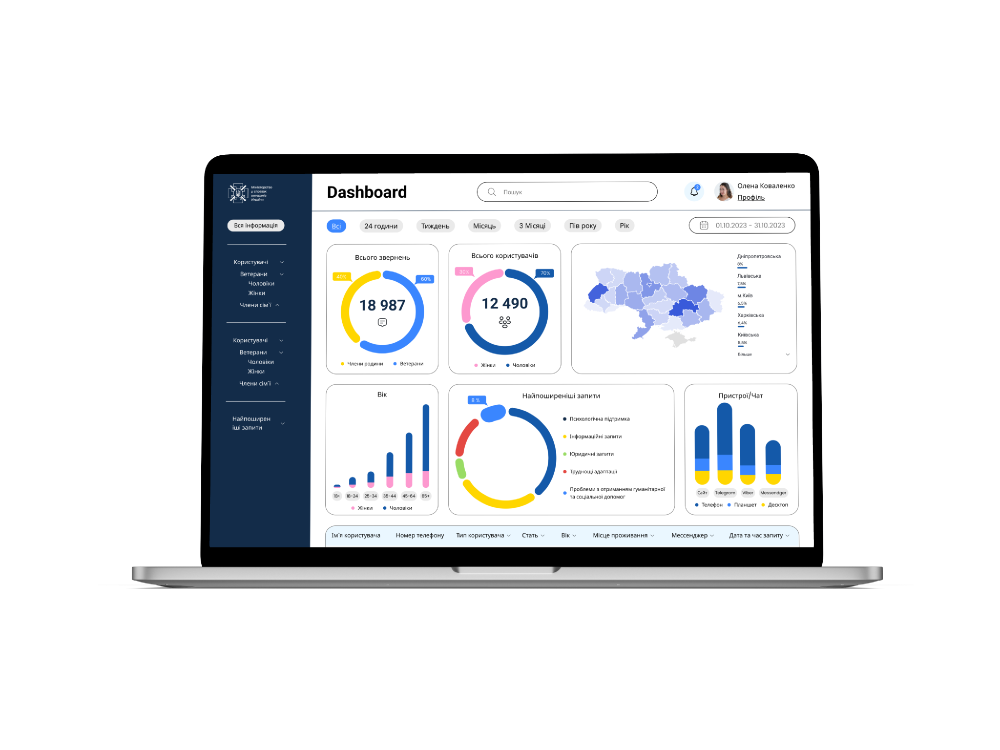 Міністерство
у справах
ветеранів
України
Вся інформація
Користувачі
Ветерани
Чоловіки
Жінки
Члени сім`ї
Користувачі
Ветерани
Чоловіки
Жінки
Члени сім`ї
Найпоширен
іші запити
Dashboard
Пошук
2
Олена Коваленко
Профіль
Всі
24 години
Тиждень
Місяць
3 Місяці
Пів року
Рік
01.10.2023 - 31.10.2023
Всього звернень
40%
60%
18 987
Члени родини
Ветерани
Всього користувачів
30%
70%
12 490
Жінки
Чоловіки
Дніпропетровська
8%
Львівська
7,5%
м.Київ
6,5%
Харківська
6,4%
Київська
5,5%
Більше
Вік
18<
18-24
25-34
35-44
45-64
65+
Жінки
Чоловіки
Найпоширеніші запити
8 %
Психологічна підтримка
Інформаційні запити
Юридичні запити
Труднощі адаптації
Проблеми з отриманням гуманітарної
та соціальної допомог
Пристрої/Чат
Сайт
Telegram
Viber
Messendger
Телефон
Планшет
Десктоп
Ім`я користувача
Номер телефону
Тип користувача
Стать
Вік
Місце проживання
Мессенджер
Дата та час запиту